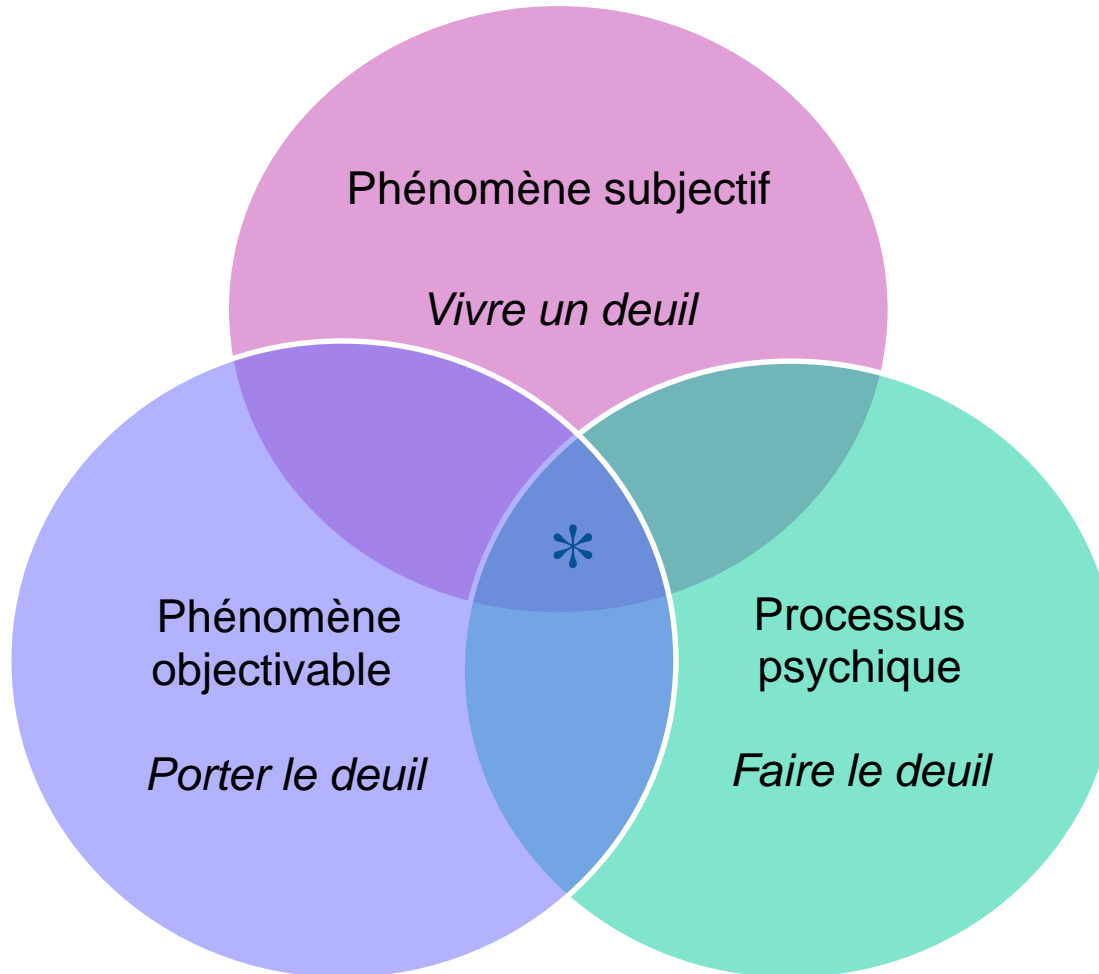 Phénomène subjectif
Vivre un deuil
*
Phénomène
objectivable
Porter le deuil
Processus
psychique
Faire le deuil